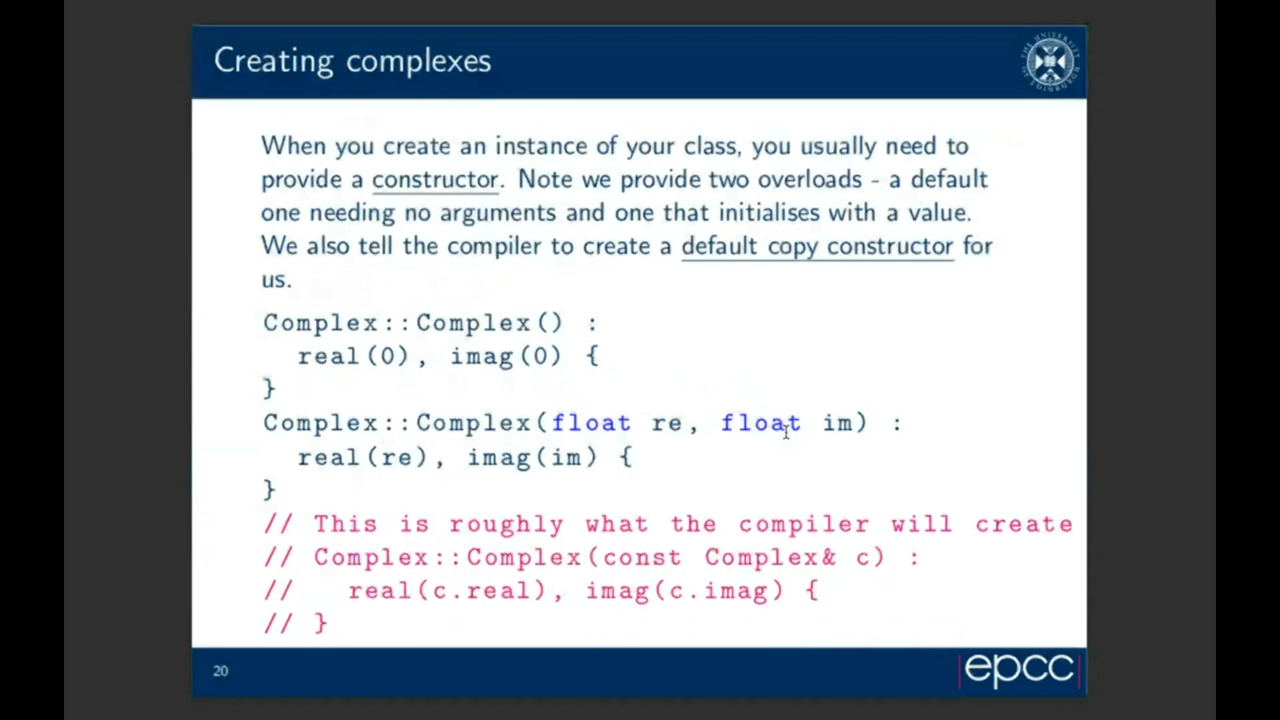 Creating complexes
THE UNIVERSITY OF EDINBURGH
When you create an instance of your class, you usually need to
provide a constructor. Note we provide two overloads - a default
one needing no arguments and one that initialises with a value.
We also tell the compiler to create a default copy constructor for
us.
Complex::Complex() :
  real(0), imag(0) {
}
Complex::Complex(float re, float im) :
  real(re), imag(im) {
}
// This is roughly what the compiler will create
// Complex::Complex(const Complex& c) :
//   real(c.real), imag(c.imag) {
// }
20
epcc